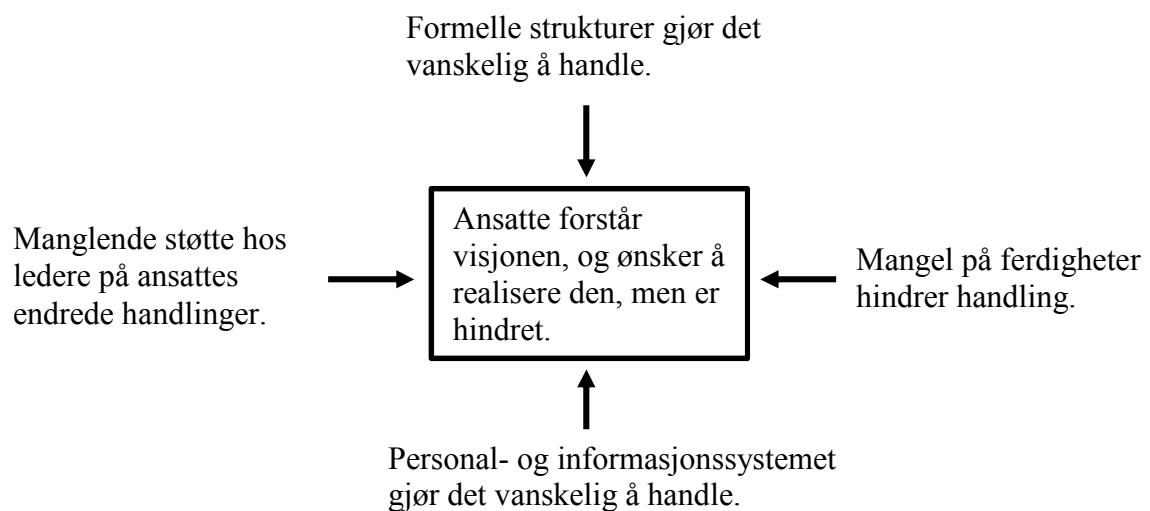 Formelle strukturer gjør det
vanskelig å handle.
Manglende støtte hos
ledere på ansattes
endrede handlinger.
Ansatte forstår
visjonen, og ønsker å
realisere den, men er
hindret.
Mangel på ferdigheter
hindrer handling.
Personal- og informasjonssystemet
gjør det vanskelig å handle.